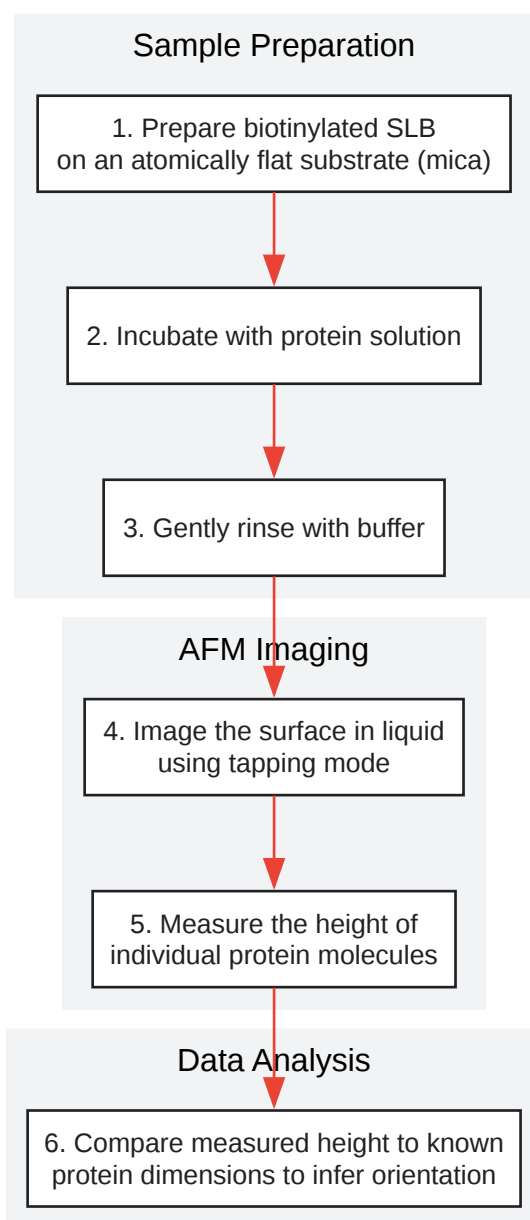 Sample Preparation
1. Prepare biotinylated SLB
on an atomically flat substrate (mica)
2. Incubate with protein solution
3. Gently rinse with buffer
AFM Imaging
4. Image the surface in liquid
using tapping mode
5. Measure the height of
individual protein molecules
Data Analysis
6. Compare measured height to known
protein dimensions to infer orientation